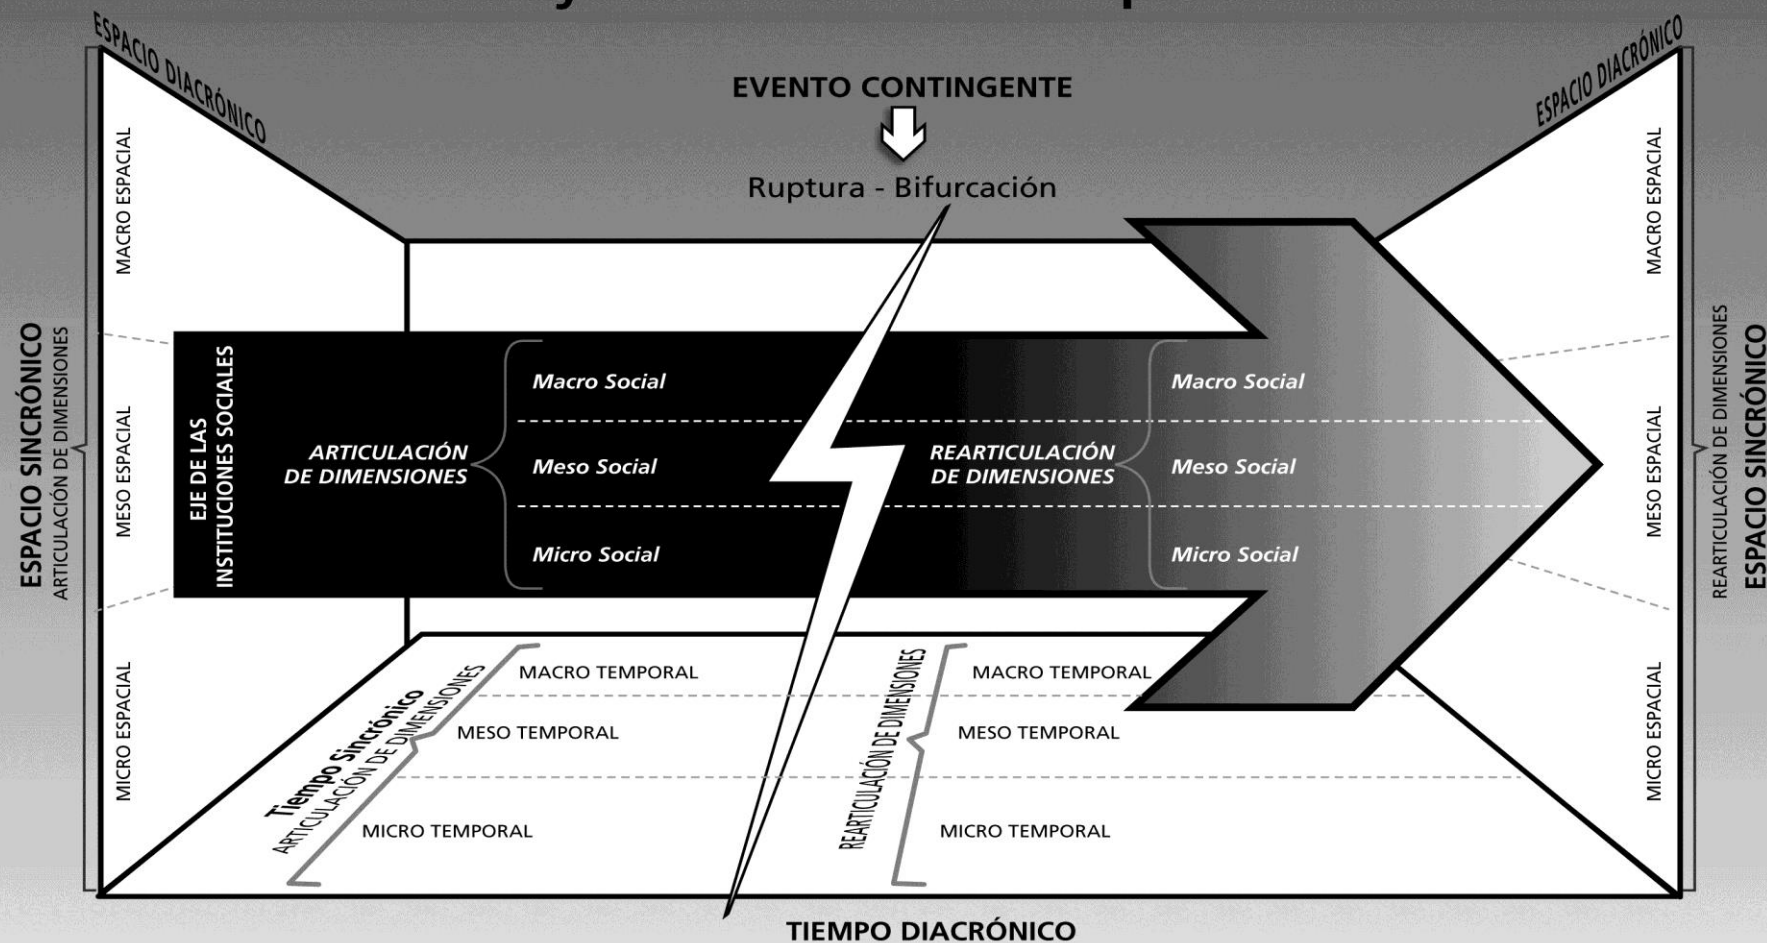 ESPACIO DIACRÓNICO
ESPACIO DIACRÓNICO
EVENTO CONTINGENTE
Ruptura - Bifurcación
ESPACIO SINCRÓNICO
ARTICULACIÓN DE DIMENSIONES
MACRO ESPACIAL
MESO ESPACIAL
MICRO ESPACIAL
EJE DE LAS
INSTITUCIONES SOCIALES
ARTICULACIÓN
DE DIMENSIONES
Macro Social
Meso Social
Micro Social
REARTICULACIÓN
DE DIMENSIONES
Macro Social
Meso Social
Micro Social
MACRO ESPACIAL
MESO ESPACIAL
MICRO ESPACIAL
REARTICULACIÓN DE DIMENSIONES
ESPACIO SINCRÓNICO
Tiempo Sincrónico
ARTICULACIÓN DE DIMENSIONES
MACRO TEMPORAL
MESO TEMPORAL
MICRO TEMPORAL
REARTICULACIÓN DE DIMENSIONES
MACRO TEMPORAL
MESO TEMPORAL
MICRO TEMPORAL
TIEMPO DIACRÓNICO